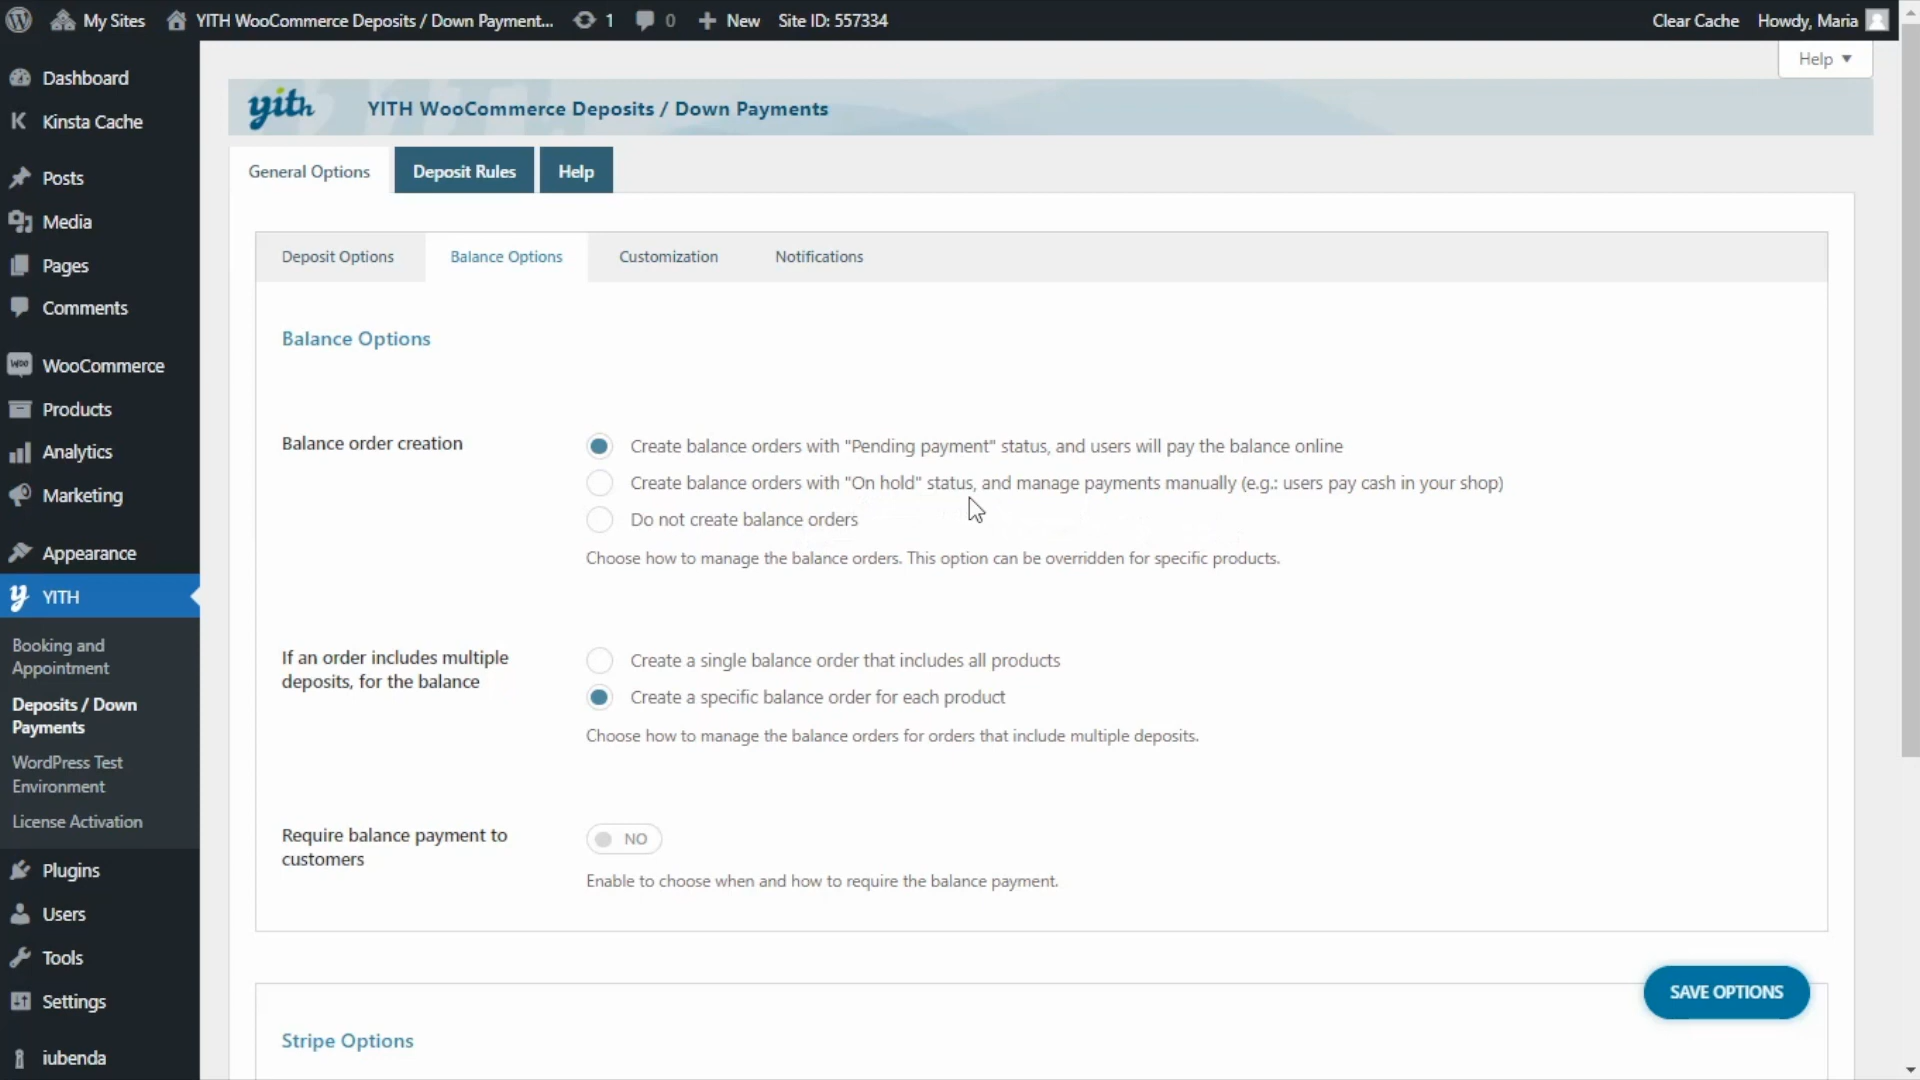 My Sites
YITH WooCommerce Deposits / Down Payment...
1
0
New
Site ID: 557334
Clear Cache
Howdy, Maria
Help
Dashboard
Kinsta Cache
Posts
Media
Pages
Comments
WooCommerce
Products
Analytics
Marketing
Appearance
YITH
Booking and
Appointment
Deposits / Down
Payments
WordPress Test
Environment
License Activation
Plugins
Users
Tools
Settings
iubenda
yith
YITH WooCommerce Deposits / Down Payments
General Options
Deposit Rules
Help
Deposit Options
Balance Options
Customization
Notifications
Balance Options
Balance order creation
Create balance orders with "Pending payment" status, and users will pay the balance online
Create balance orders with "On hold" status, and manage payments manually (e.g.: users pay cash in your shop)
Do not create balance orders
Choose how to manage the balance orders. This option can be overridden for specific products.
If an order includes multiple
deposits, for the balance
Create a single balance order that includes all products
Create a specific balance order for each product
Choose how to manage the balance orders for orders that include multiple deposits.
Require balance payment to
customers
NO
Enable to choose when and how to require the balance payment.
SAVE OPTIONS
Stripe Options